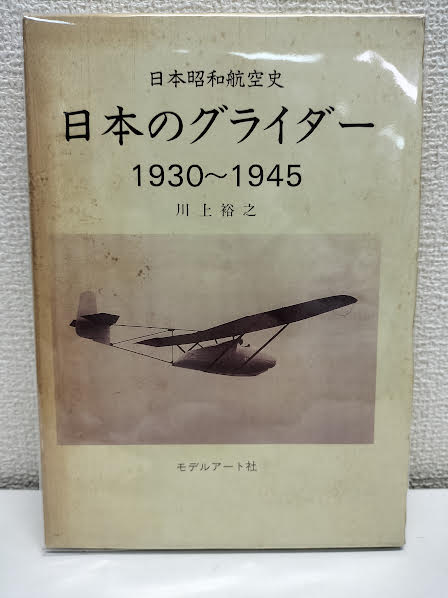 日本昭和航空史
日本のグライダー
1930〜1945
川上裕之
モデルアート社